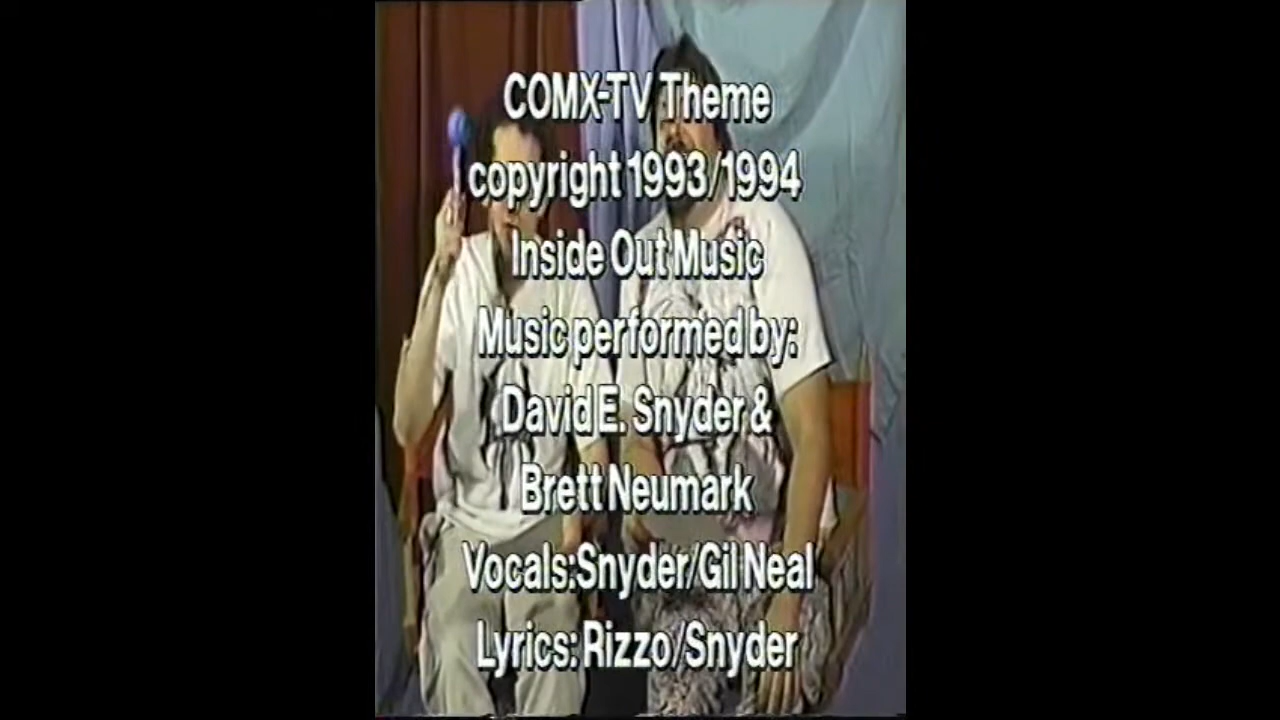 COMX-TV Theme
copyright 1993/1994
Inside Out Music
Music performed by:
David E. Snyder &
Brett Neumark
Vocals:Snyder/Gil Neal
Lyrics: Rizzo/Snyder